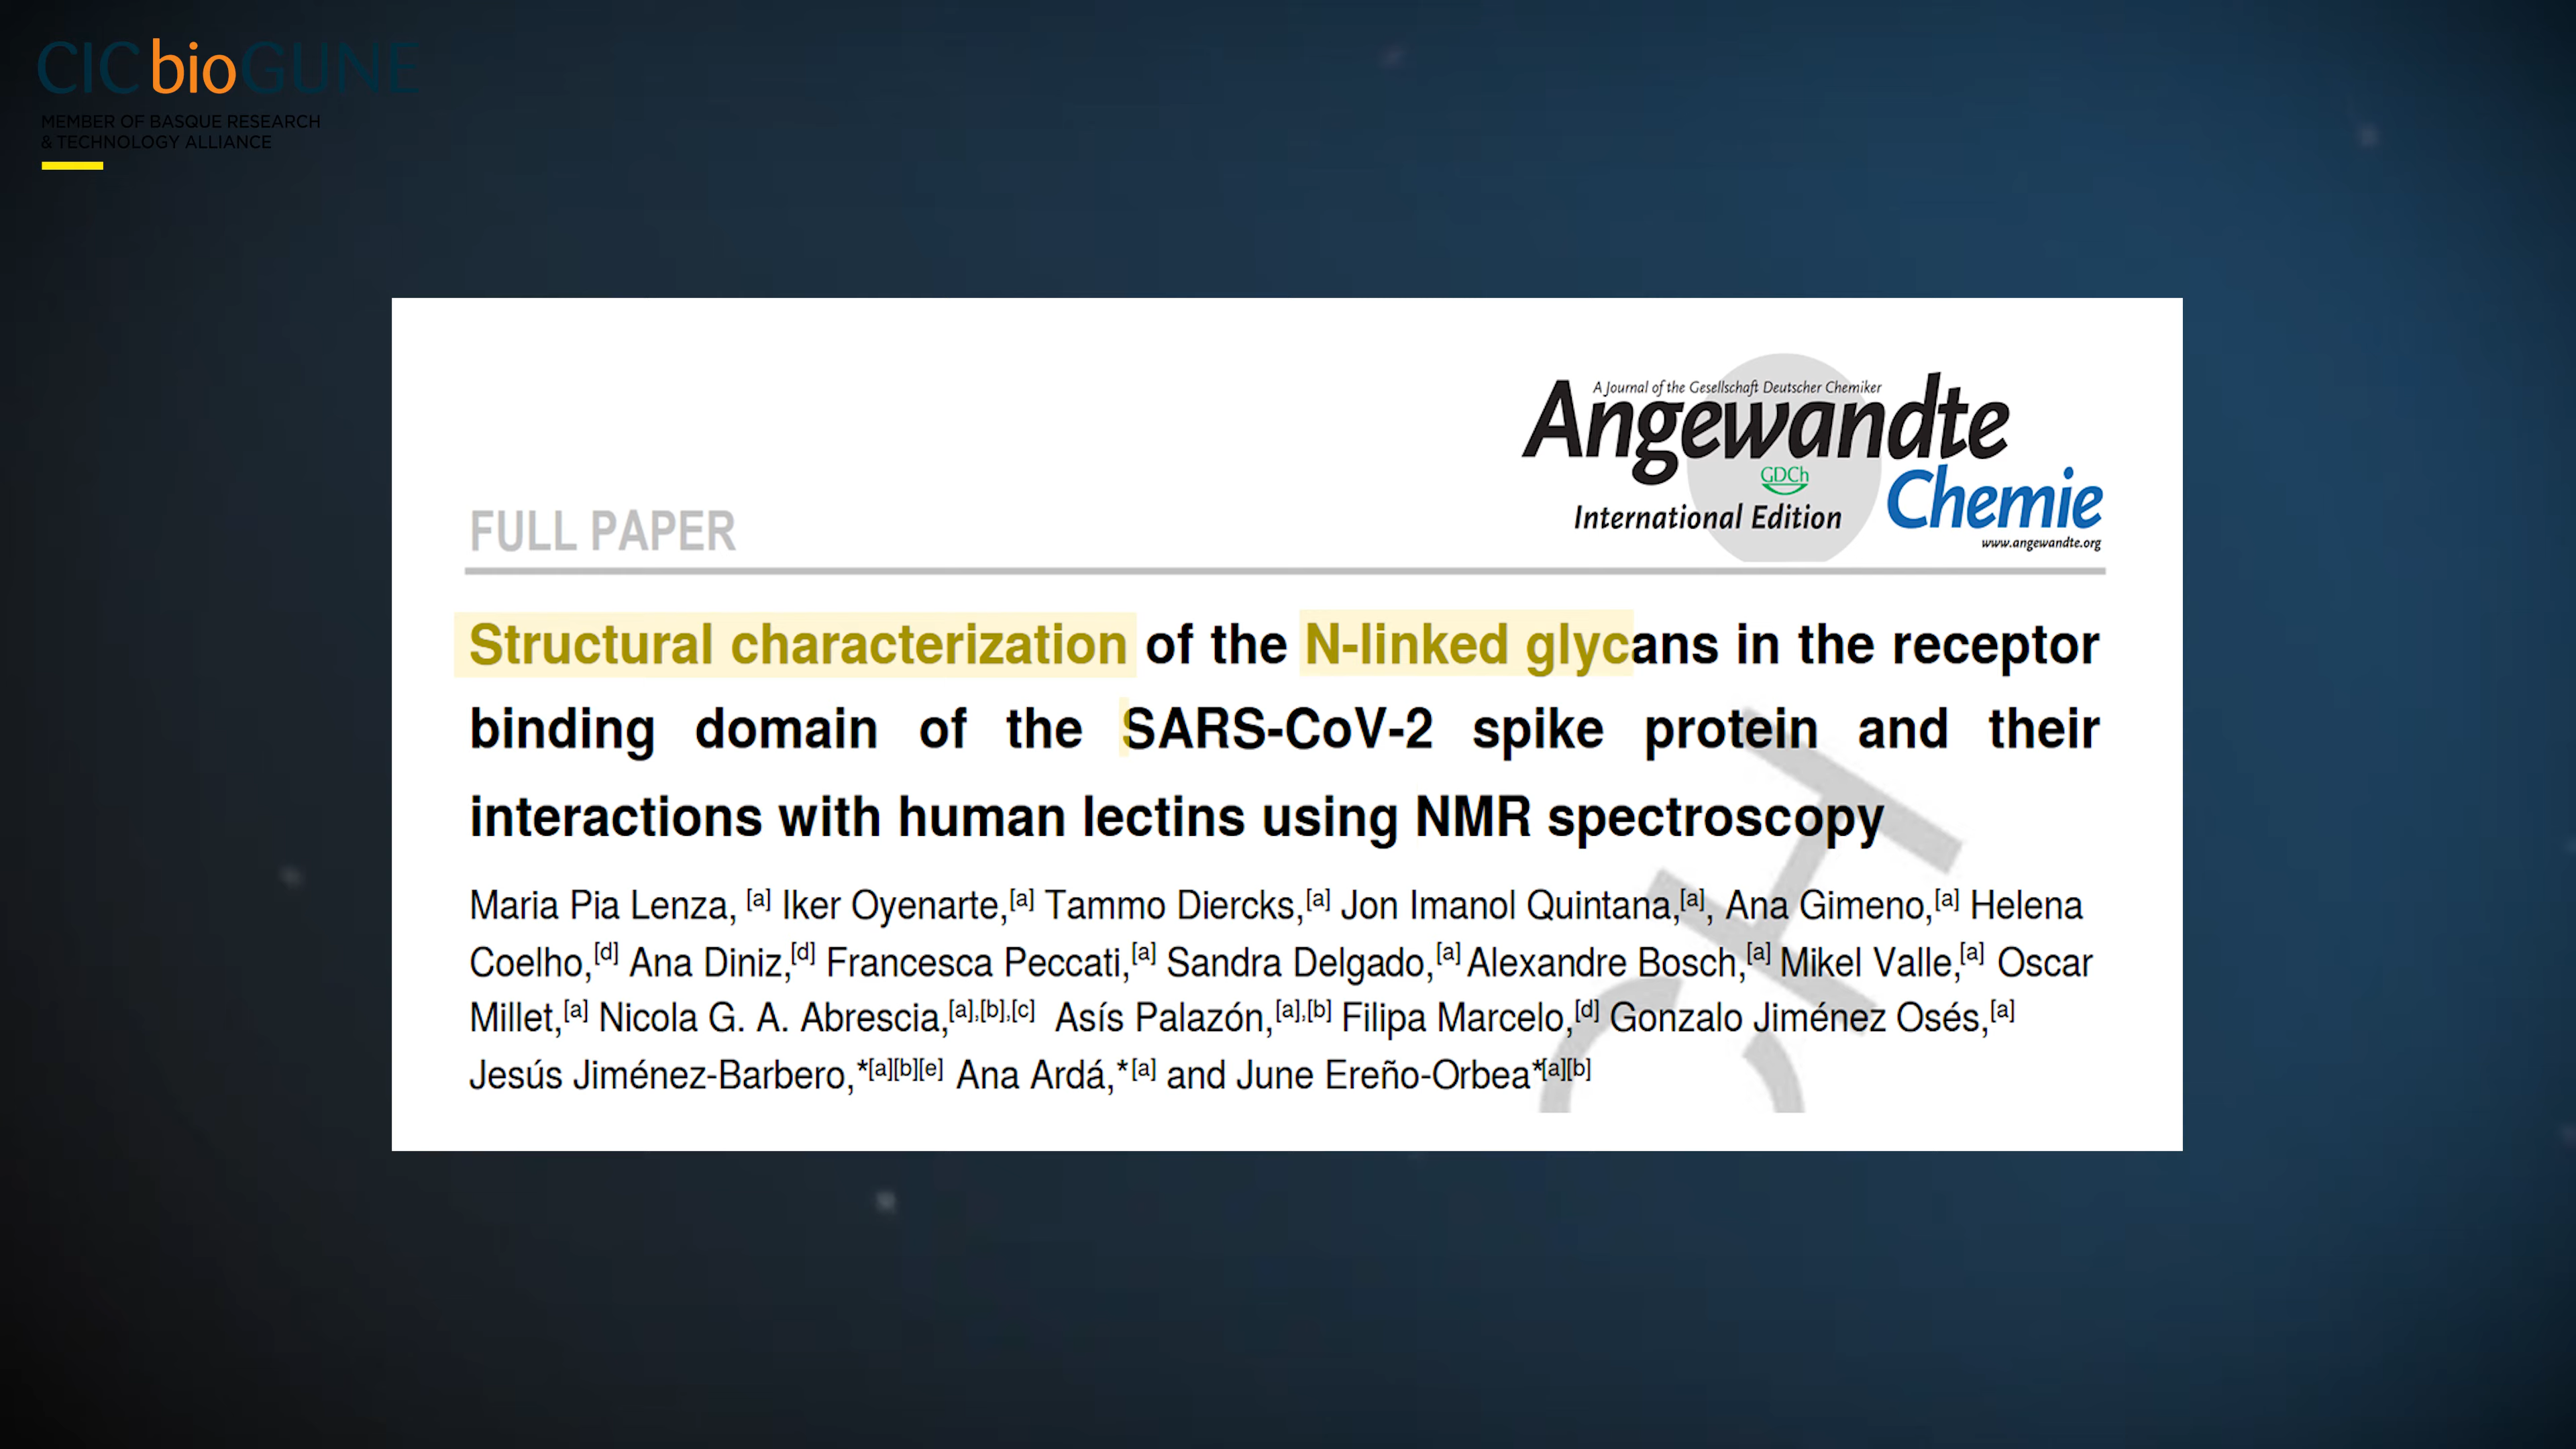 CIC bioGUNE
MEMBER OF BASQUE RESEARCH
& TECHNOLOGY ALLIANCE
A Journal of the Gesellschaft Deutscher Chemiker
Angewandte
GDCh
International Edition
Chemie
www.angewandte.org
FULL PAPER
Structural characterization of the N-linked glycans in the receptor
binding domain of the SARS-CoV-2 spike protein and their
interactions with human lectins using NMR spectroscopy
Maria Pia Lenza, [a] Iker Oyenarte,[a] Tammo Diercks,[a] Jon Imanol Quintana,[a], Ana Gimeno,[a] Helena
Coelho,[d] Ana Diniz,[d] Francesca Peccati,[a] Sandra Delgado,[a] Alexandre Bosch,[a] Mikel Valle,[a] Oscar
Millet,[a] Nicola G. A. Abrescia,[a],[b],[c] Asís Palazón,[a],[b] Filipa Marcelo,[d] Gonzalo Jiménez Osés,[a]
Jesús Jiménez-Barbero,*[a][b][e] Ana Ardá,*[a] and June Ereño-Orbea*[a][b]
CH